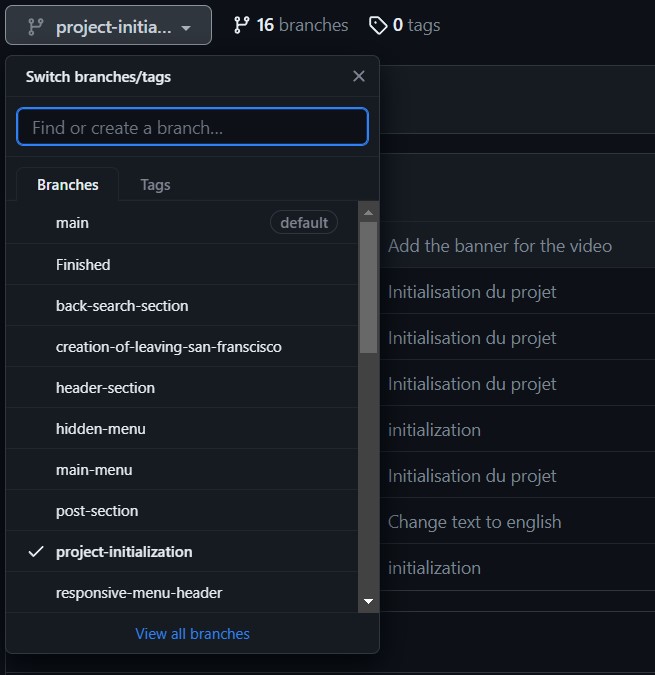 project-initia... 16 branches 0 tags
Switch branches/tags
Find or create a branch...
Branches Tags
main default
Finished
back-search-section
creation-of-leaving-san-franscisco
header-section
hidden-menu
main-menu
post-section
project-initialization
responsive-menu-header
View all branches
Add the banner for the video
Initialisation du projet
Initialisation du projet
Initialisation du projet
initialization
Initialisation du projet
Change text to english
initialization